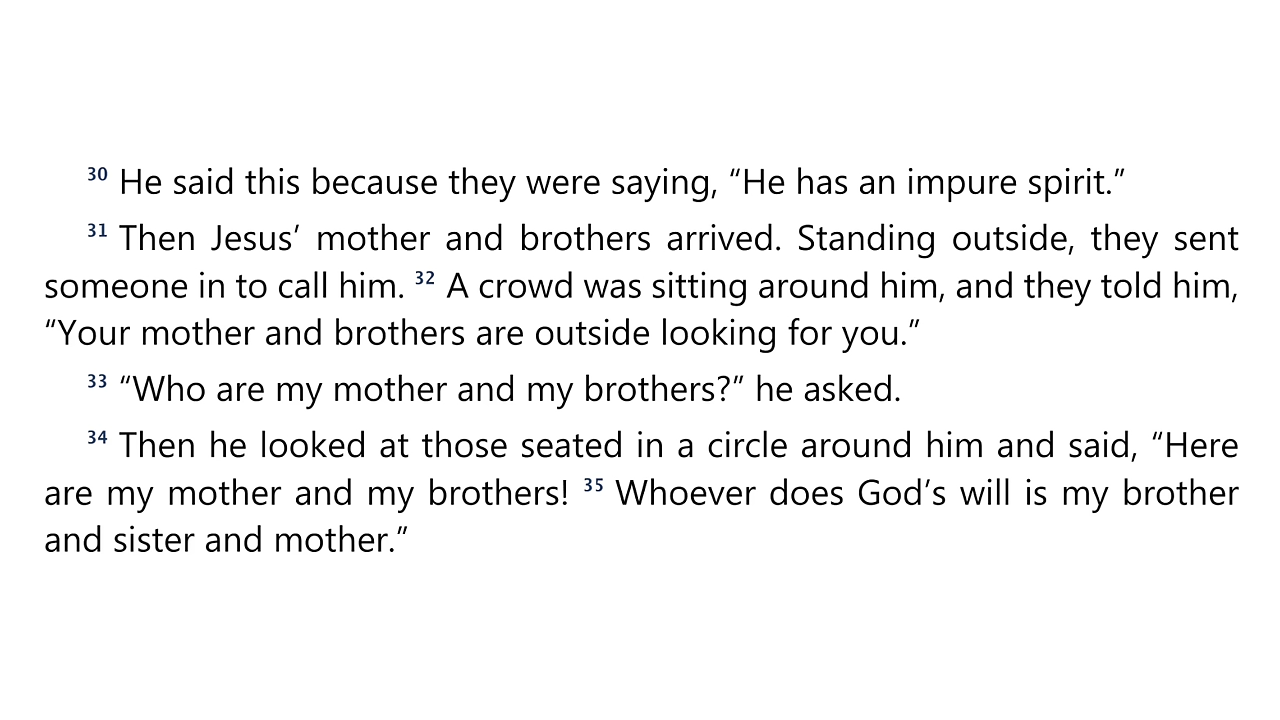 30 He said this because they were saying, “He has an impure spirit.”
31 Then Jesus’ mother and brothers arrived. Standing outside, they sent
someone in to call him. 32 A crowd was sitting around him, and they told him,
“Your mother and brothers are outside looking for you.”
33 “Who are my mother and my brothers?” he asked.
34 Then he looked at those seated in a circle around him and said, “Here
are my mother and my brothers! 35 Whoever does God’s will is my brother
and sister and mother.”